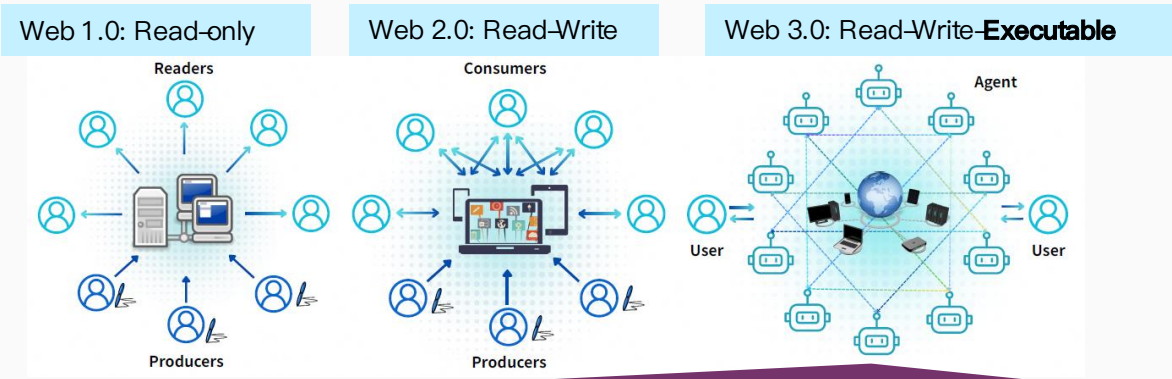 Web 1.0: Read-only
Web 2.0: Read-Write
Web 3.0: Read-Write-Executable
Readers
Producers
Consumers
Producers
Agent
User
User